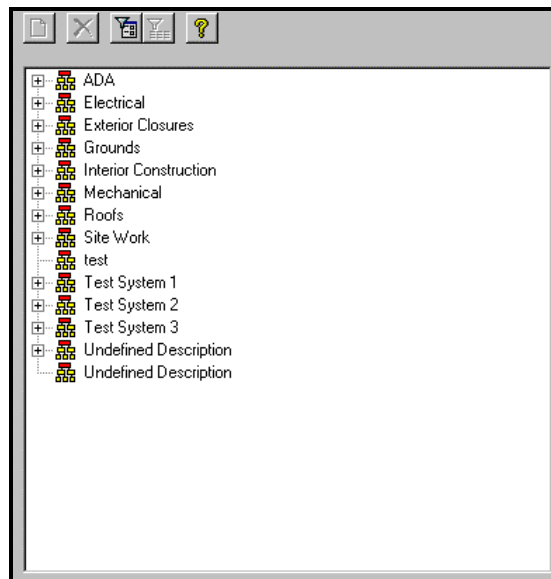 ADA
Electrical
Exterior Closures
Grounds
Interior Construction
Mechanical
Roofs
Site Work
test
Test System 1
Test System 2
Test System 3
Undefined Description
Undefined Description